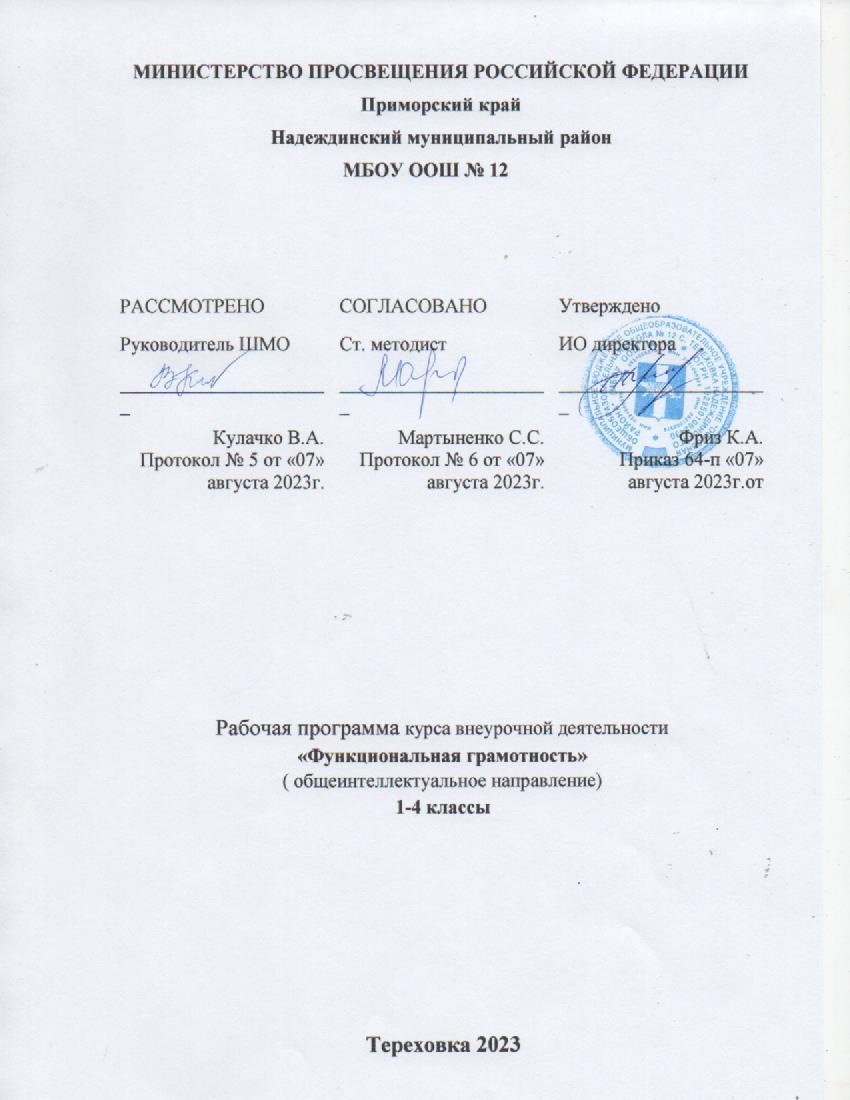 МИНИСТЕРСТВО ПРОСВЕЩЕНИЯ РОССИЙСКОЙ ФЕДЕРАЦИИ
Приморский край
Надеждинский муниципальный район
МБОУ ООШ № 12
РАССМОТРЕНО
Руководитель ШМО
Кулачко В.А.
Протокол № 5 от «07»
августа 2023г.
СОГЛАСОВАНО
Ст. методист
Мартыненко С.С.
Протокол № 6 от «07»
августа 2023г.
Утверждено
ИО директора
Фриз К.А.
Приказ 64-п «07»
августа 2023г.от
Рабочая программа курса внеурочной деятельности
«Функциональная грамотность»
( общеинтеллектуальное направление)
1-4 классы
Тереховка 2023